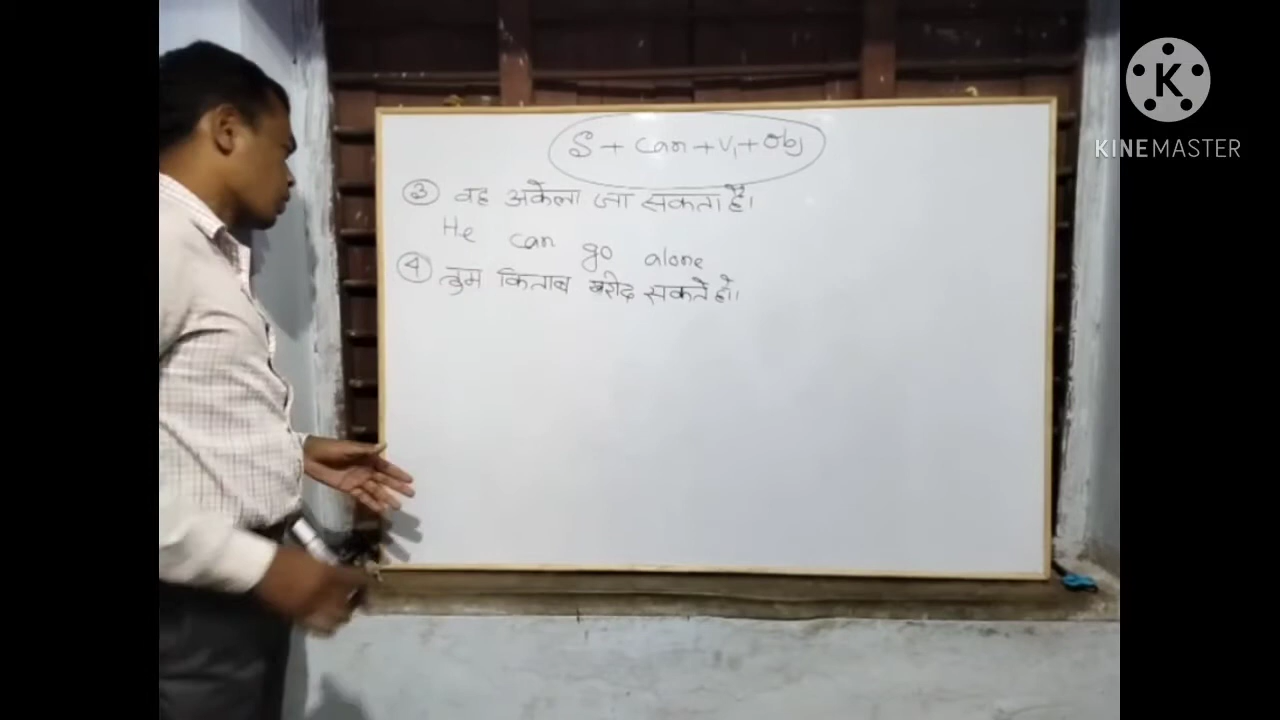 S + can + V₁ + Obj
③ वह अकेला जा सकता है।
He can go alone
④ तुम किताब खरीद सकते हो।
K
KINEMASTER